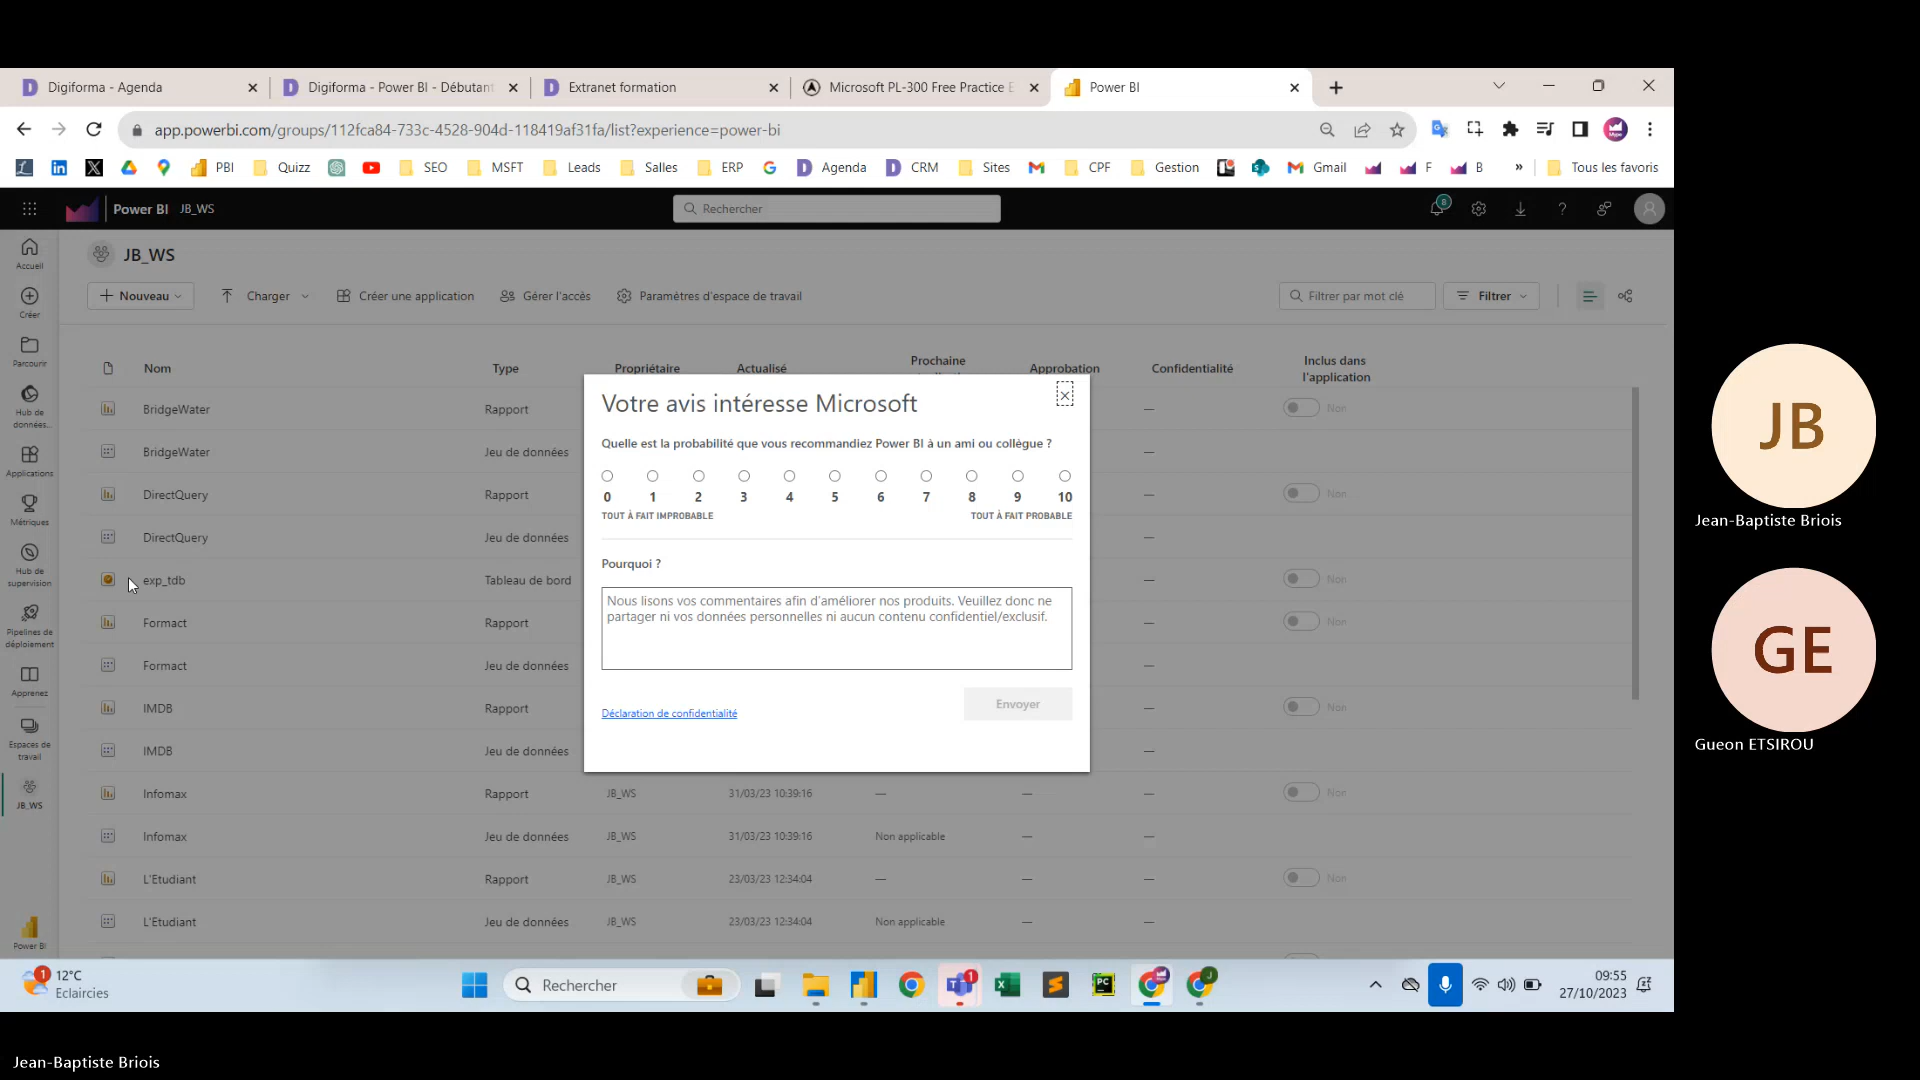 Digiforma - Agenda
Digiforma - Power BI - Débutant
Extranet formation
Microsoft PL-300 Free Practice E
Power BI
app.powerbi.com/groups/112fca84-733c-4528-904d-118419af31fa/list?experience=power-bi
PBI Quizz SEO MSFT Leads Salles ERP Agenda CRM Sites CPF Gestion Gmail F B » Tous les favoris
Power BI JB_WS
Rechercher
8
Accueil
Créer
Parcourir
Hub de
données...
Applications
Métriques
Hub de
supervision
Pipelines de
déploiement
Apprenez
Espaces de
travail
JB_WS
Power BI
JB_WS
Nouveau Charger Créer une application Gérer l'accès Paramètres d'espace de travail Filtrer par mot clé Filtrer
Nom Type Propriétaire Actualisé Prochaine Approbation Confidentialité Inclus dans
l'application
BridgeWater Rapport — Non
BridgeWater Jeu de données —
DirectQuery Rapport — Non
DirectQuery Jeu de données —
exp_tdb Tableau de bord — Non
Formact Rapport — Non
Formact Jeu de données —
IMDB Rapport — Non
IMDB Jeu de données —
Infomax Rapport JB_WS 31/03/23 10:39:16 — — — Non
Infomax Jeu de données JB_WS 31/03/23 10:39:16 Non applicable — —
L'Etudiant Rapport JB_WS 23/03/23 12:34:04 — — — Non
L'Etudiant Jeu de données JB_WS 23/03/23 12:34:04 Non applicable — —
Votre avis intéresse Microsoft
Quelle est la probabilité que vous recommandiez Power BI à un ami ou collègue ?
0 1 2 3 4 5 6 7 8 9 10
TOUT À FAIT IMPROBABLE TOUT À FAIT PROBABLE
Pourquoi ?
Nous lisons vos commentaires afin d'améliorer nos produits. Veuillez donc ne
partager ni vos données personnelles ni aucun contenu confidentiel/exclusif.
Déclaration de confidentialité
Envoyer
1
12°C
Eclaircies
Rechercher
1
PC
J
09:55
27/10/2023
JB
Jean-Baptiste Briois
GE
Gueon ETSIROU
Jean-Baptiste Briois